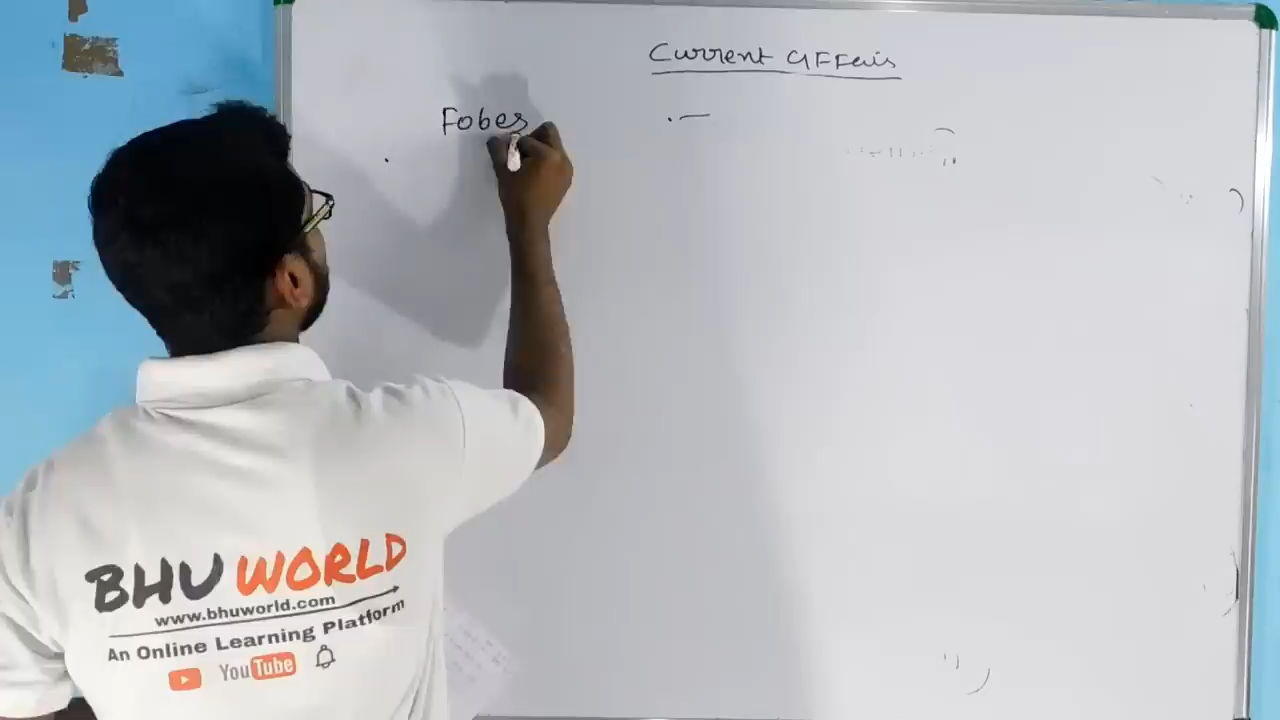 Current Affairs
Fobes
BHU WORLD
www.bhuworld.com
An Online Learning Platform
YouTube